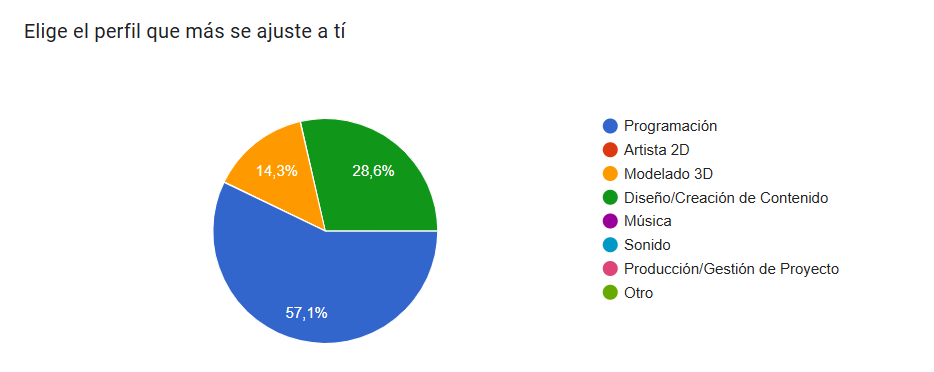 Elige el perfil que más se ajuste a tí
14,3%
28,6%
57,1%
Programación
Artista 2D
Modelado 3D
Diseño/Creación de Contenido
Música
Sonido
Producción/Gestión de Proyecto
Otro